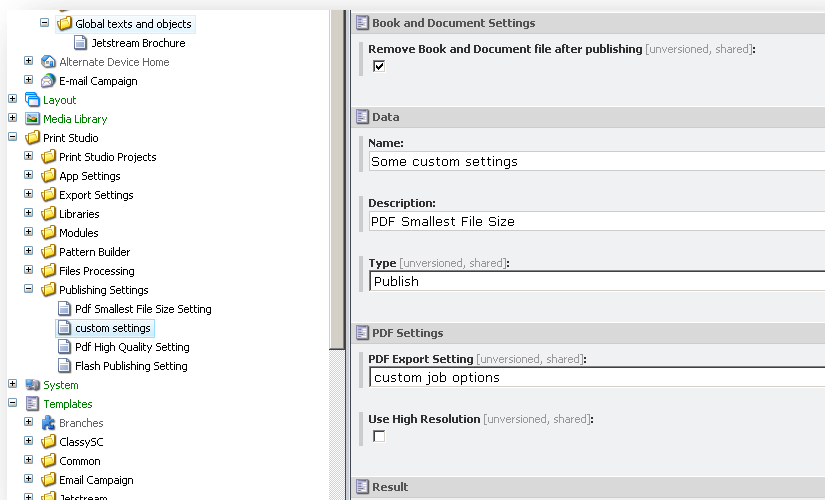 Global texts and objects
Jetstream Brochure
Alternate Device Home
E-mail Campaign
Layout
Media Library
Print Studio
Print Studio Projects
App Settings
Export Settings
Libraries
Modules
Pattern Builder
Files Processing
Publishing Settings
Pdf Smallest File Size Setting
custom settings
Pdf High Quality Setting
Flash Publishing Setting
System
Templates
Branches
ClassySC
Common
Email Campaign
Jetstream
Book and Document Settings
Remove Book and Document file after publishing [unversioned, shared]:
Data
Name:
Some custom settings
Description:
PDF Smallest File Size
Type [unversioned, shared]:
Publish
PDF Settings
PDF Export Setting [unversioned, shared]:
custom job options
Use High Resolution [unversioned, shared]:
Result